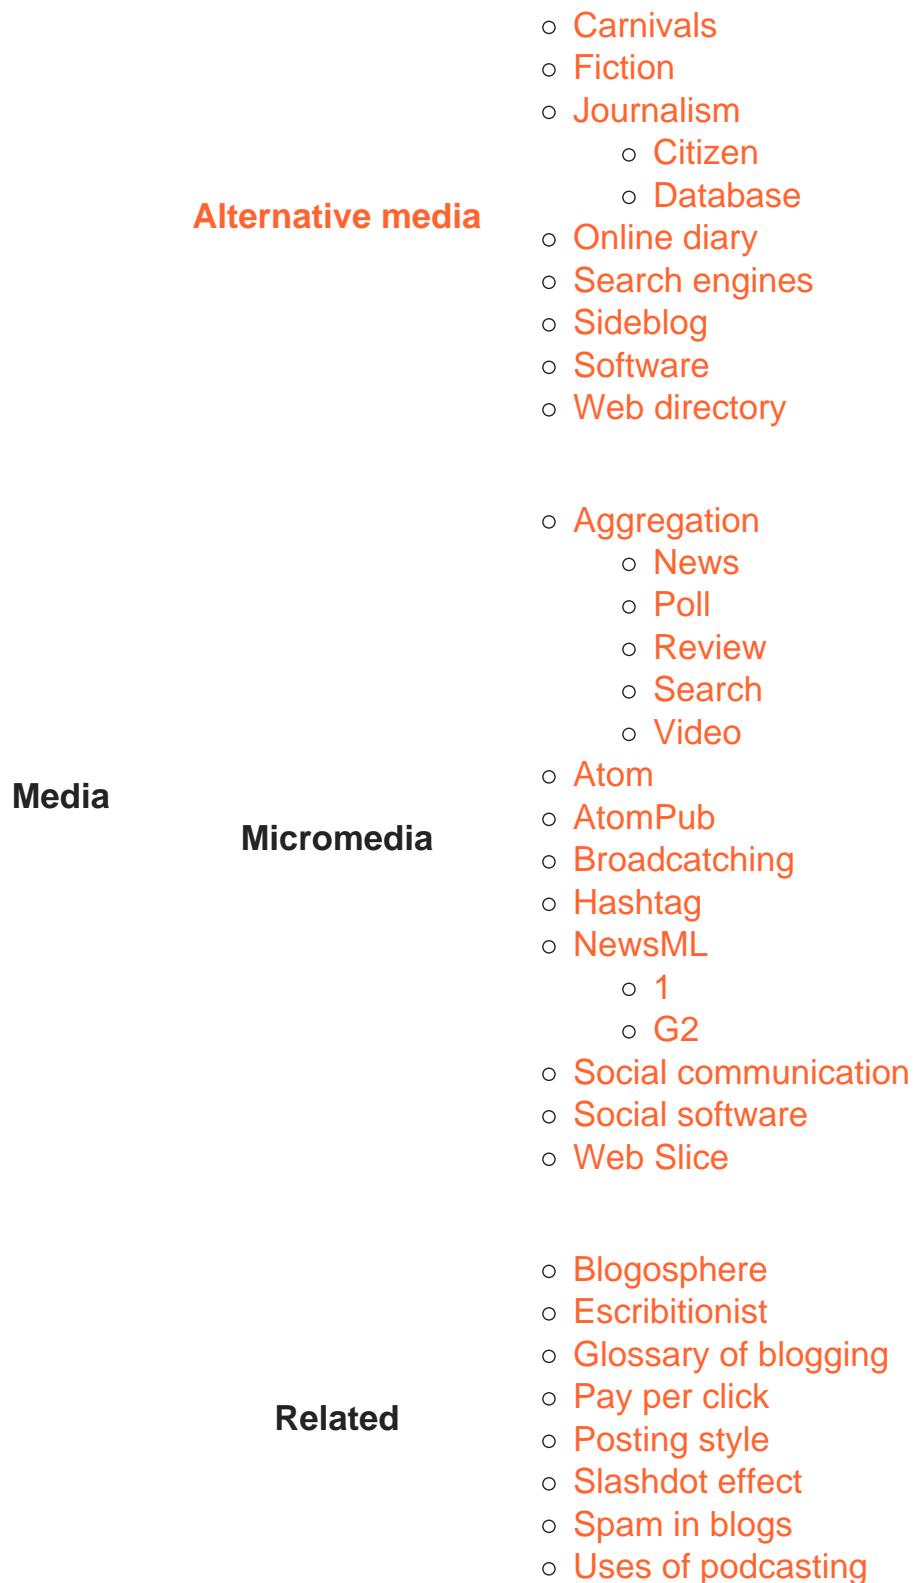 Media
Alternative media
Carnivals
Fiction
Journalism
Citizen
Database
Online diary
Search engines
Sideblog
Software
Web directory
Micromedia
Aggregation
News
Poll
Review
Search
Video
Atom
AtomPub
Broadcatching
Hashtag
NewsML
1
G2
Social communication
Social software
Web Slice
Related
Blogosphere
Escribitionist
Glossary of blogging
Pay per click
Posting style
Slashdot effect
Spam in blogs
Uses of podcasting